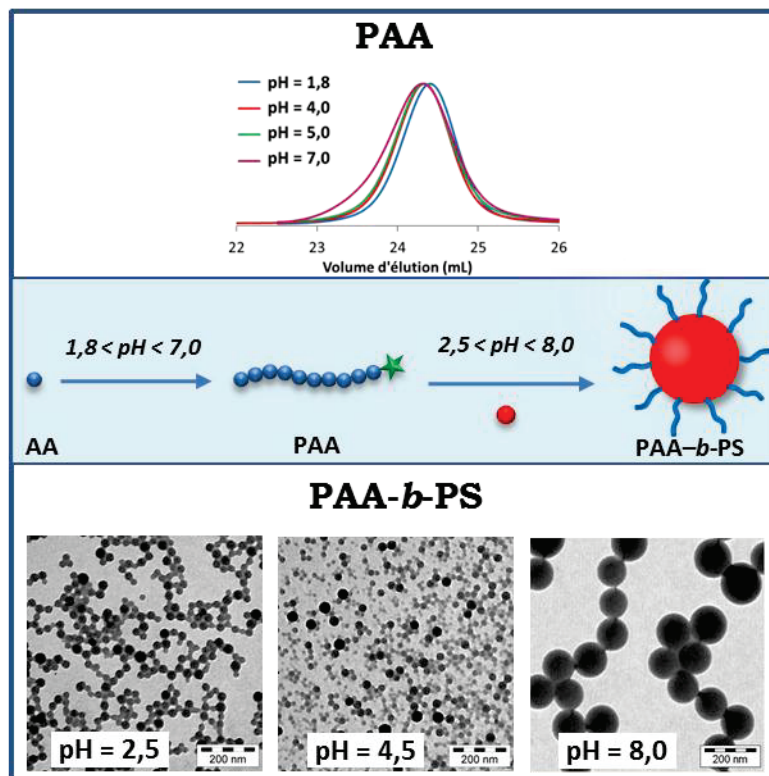 PAA
pH = 1,8
pH = 4,0
pH = 5,0
pH = 7,0
22 23 24 25 26
Volume d'élution (mL)
1,8 < pH < 7,0
2,5 < pH < 8,0
AA
PAA
PAA–b-PS
PAA-b-PS
pH = 2,5
200 nm
pH = 4,5
200 nm
pH = 8,0
200 nm